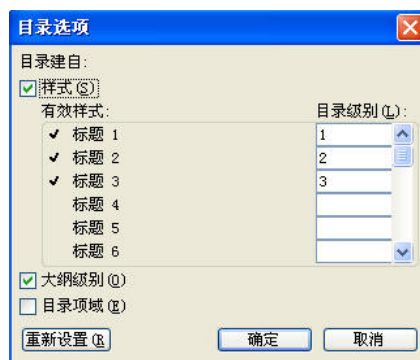 目录选项
目录建自:
样式(S)
有效样式: 目录级别(L):
标题 1 1
标题 2 2
标题 3 3
标题 4
标题 5
标题 6
大纲级别(O)
目录项域(E)
重新设置(R 确定 取消